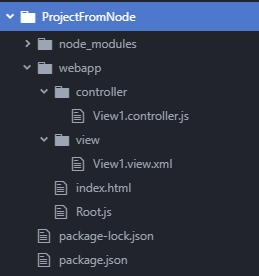 ProjectFromNode
node_modules
webapp
controller
View1.controller.js
view
View1.view.xml
index.html
Root.js
package-lock.json
package.json